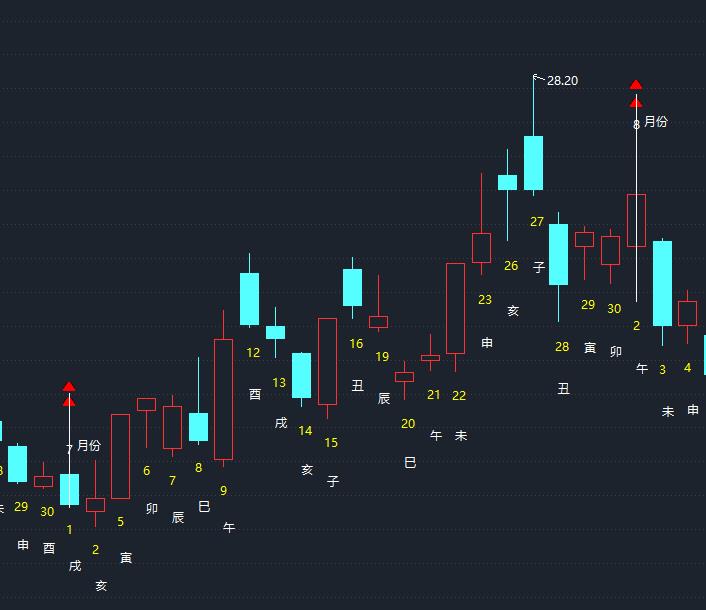 29
申
30
酉
7 月份
1
戌
2
亥
5
寅
6
卯
7
辰
8
巳
9
午
12
酉
13
戌
14
亥
15
子
16
丑
19
辰
20
巳
21
午
22
未
23
申
26
亥
28.20
27
子
28
丑
29
寅
30
卯
8 月份
2
午
3
未
4
申